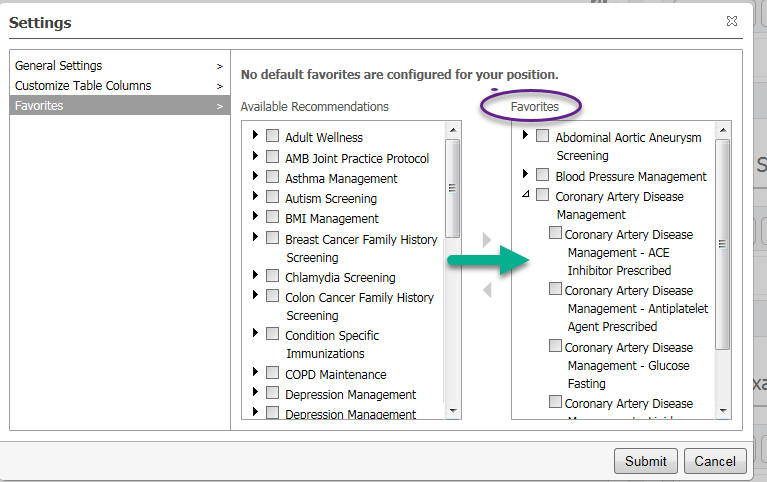 Settings
General Settings >
Customize Table Columns >
Favorites >
No default favorites are configured for your position.
Available Recommendations
Adult Wellness
AMB Joint Practice Protocol
Asthma Management
Autism Screening
BMI Management
Breast Cancer Family History
Screening
Chlamydia Screening
Colon Cancer Family History
Screening
Condition Specific
Immunizations
COPD Maintenance
Depression Management
Depression Management
Favorites
Abdominal Aortic Aneurysm
Screening
Blood Pressure Management
Coronary Artery Disease
Management
Coronary Artery Disease
Management - ACE
Inhibitor Prescribed
Coronary Artery Disease
Management - Antiplatelet
Agent Prescribed
Coronary Artery Disease
Management - Glucose
Fasting
Coronary Artery Disease
Submit
Cancel